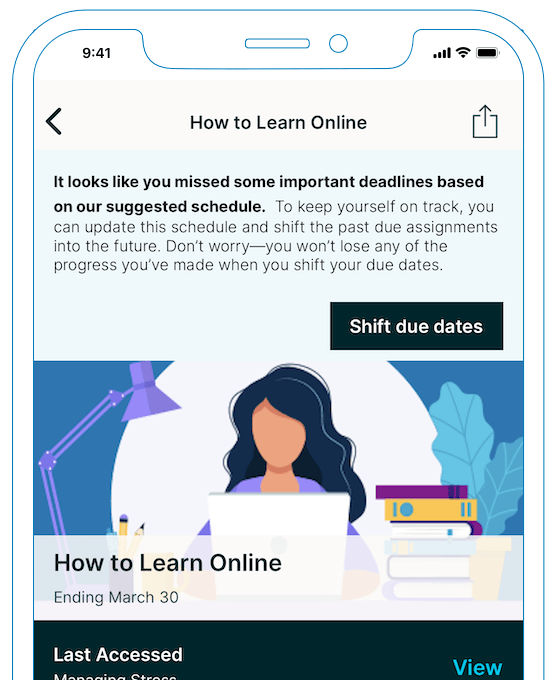 9:41
How to Learn Online
It looks like you missed some important deadlines based
on our suggested schedule. To keep yourself on track, you
can update this schedule and shift the past due assignments
into the future. Don’t worry—you won’t lose any of the
progress you’ve made when you shift your due dates.
Shift due dates
How to Learn Online
Ending March 30
Last Accessed
View
Managing Stress